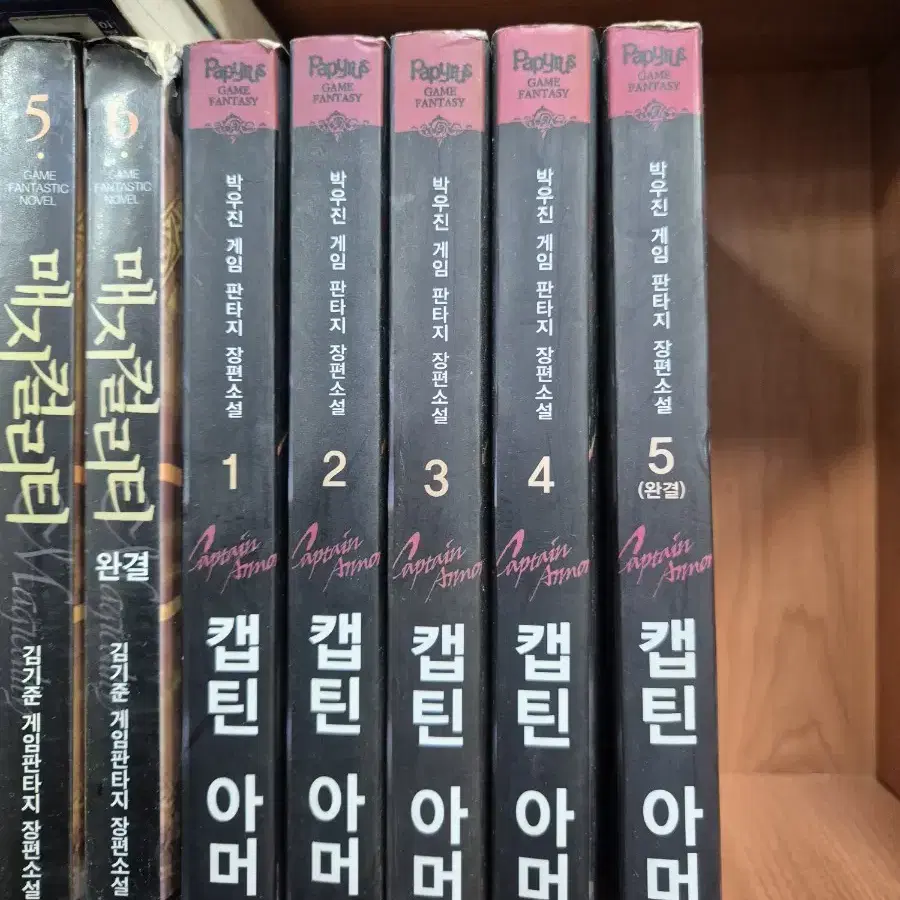 5
GAME
FANTASTIC
NOVEL
매지컬리티
김기준 게임판타지 장편소설
6
GAME
FANTASTIC
NOVEL
매지컬리티
완결
김기준 게임판타지 장편소설
Papyrus
GAME
FANTASY
박우진 게임 판타지 장편소설
1
Captain
캡틴 아머
Papyrus
GAME
FANTASY
박우진 게임 판타지 장편소설
2
Captain
캡틴 아머
Papyrus
GAME
FANTASY
박우진 게임 판타지 장편소설
3
Captain
캡틴 아머
Papyrus
GAME
FANTASY
박우진 게임 판타지 장편소설
4
Captain
캡틴 아머
Papyrus
GAME
FANTASY
박우진 게임 판타지 장편소설
5
(완결)
Captain
캡틴 아머